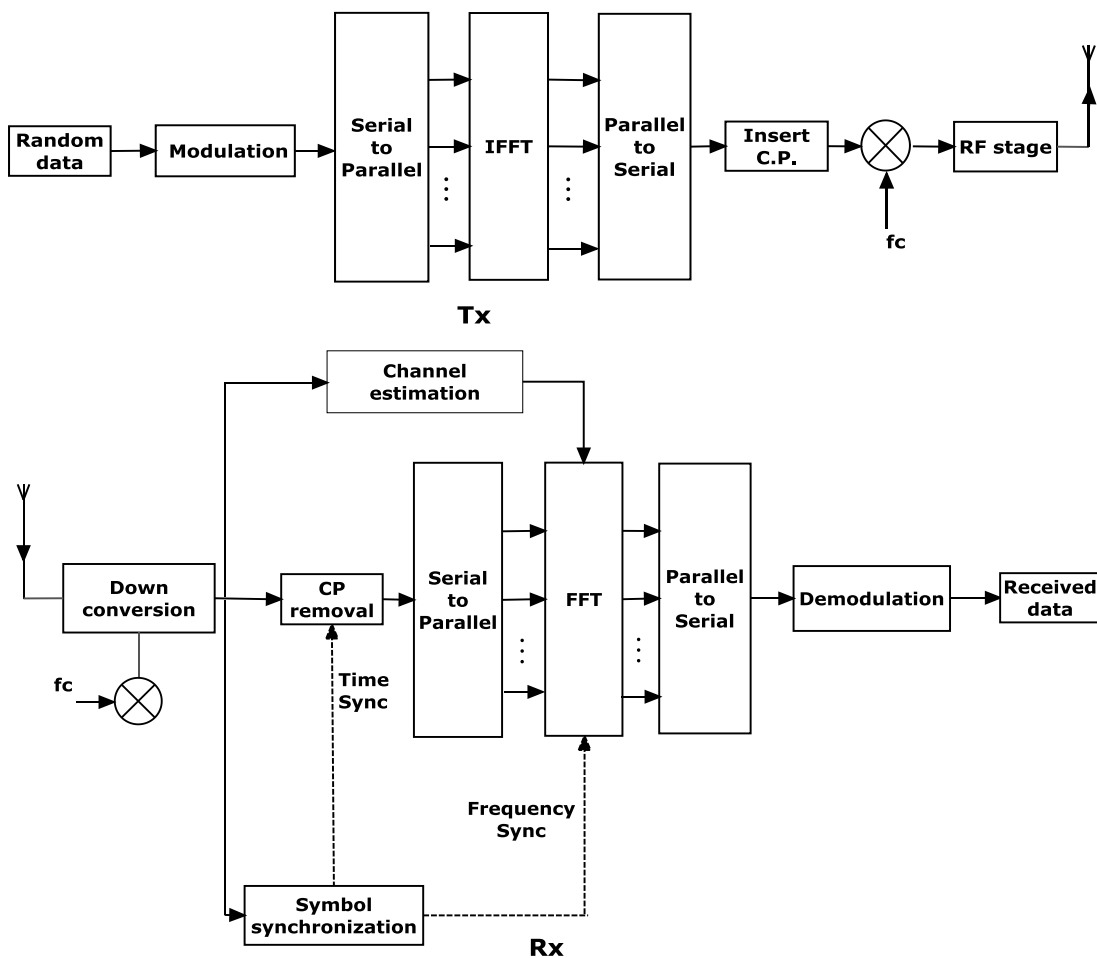 Random
data
Modulation
Serial
to
Parallel
IFFT
Parallel
to
Serial
Insert
C.P.
fc
RF stage
Tx
Channel
estimation
Down
conversion
fc
CP
removal
Time
Sync
Serial
to
Parallel
FFT
Parallel
to
Serial
Demodulation
Received
data
Frequency
Sync
Symbol
synchronization
Rx